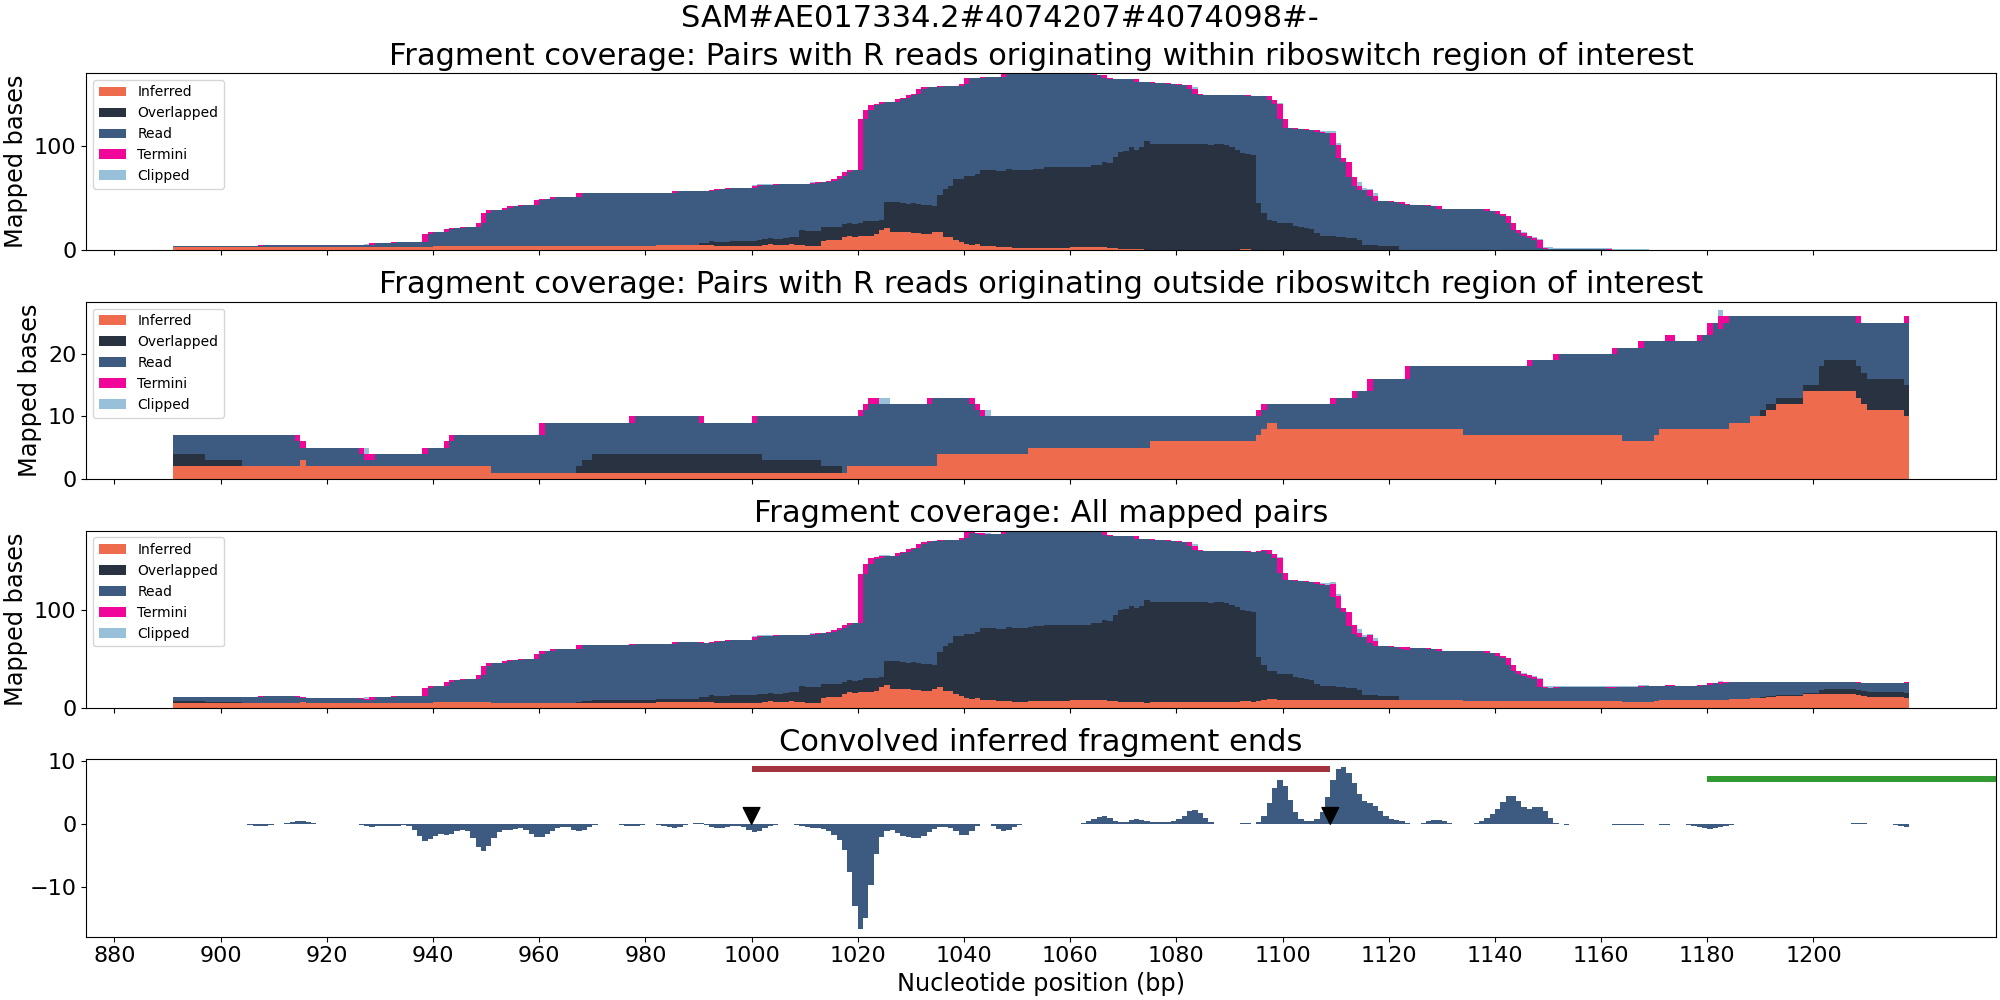 SAM#AE017334.2#4074207#4074098#-
Fragment coverage: Pairs with R reads originating within riboswitch region of interest
Mapped bases
100
0
Inferred
Overlapped
Read
Termini
Clipped
Fragment coverage: Pairs with R reads originating outside riboswitch region of interest
Mapped bases
20
10
0
Inferred
Overlapped
Read
Termini
Clipped
Fragment coverage: All mapped pairs
Mapped bases
100
0
Inferred
Overlapped
Read
Termini
Clipped
Convolved inferred fragment ends
10
0
−10
880 900 920 940 960 980 1000 1020 1040 1060 1080 1100 1120 1140 1160 1180 1200
Nucleotide position (bp)